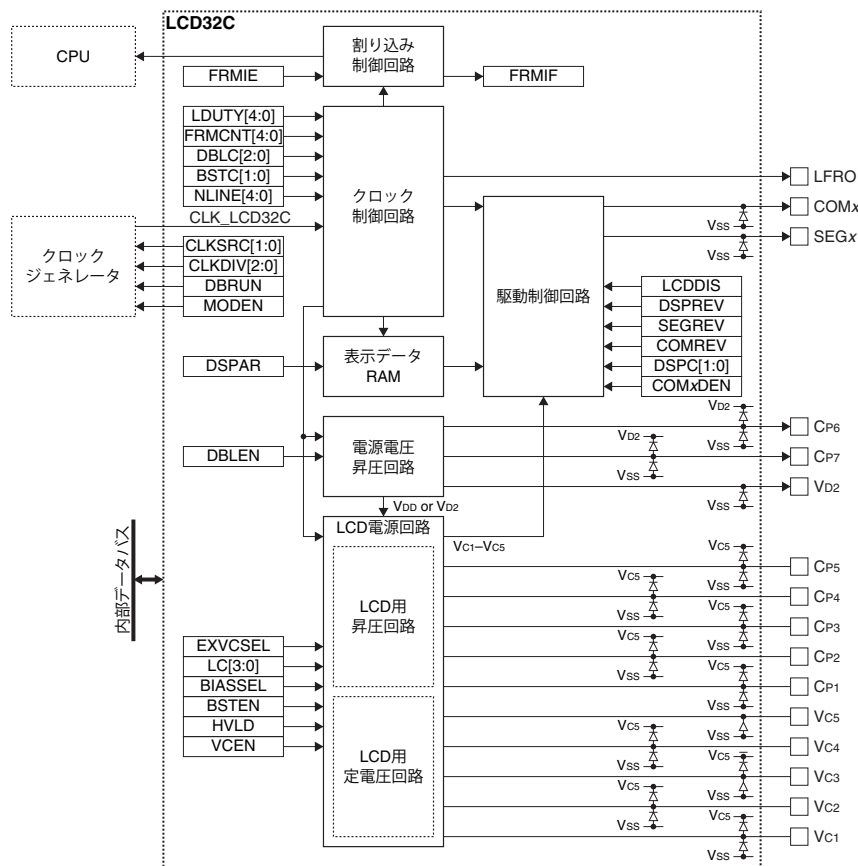 LCD32C
CPU
割り込み
制御回路
FRMIE
FRMIF
LDUTY[4:0]
FRMCNT[4:0]
DBLC[2:0]
BSTC[1:0]
NLINE[4:0]
CLK_LCD32C
クロック
制御回路
LFRO
COMx
VSS
SEGx
VSS
クロック
ジェネレータ
CLKSRC[1:0]
CLKDIV[2:0]
DBRUN
MODEN
駆動制御回路
LCDDIS
DSPREV
SEGREV
COMREV
DSPC[1:0]
COMxDEN
DSPAR
表示データ
RAM
DBLEN
電源電圧
昇圧回路
VD2
CP6
VSS
VD2
CP7
VSS
VD2
VSS
VDD or VD2
LCD電源回路
VC1–VC5
内部データバス
LCD用
昇圧回路
VC5
CP5
VSS
VC5
CP4
VSS
VC5
CP3
VSS
VC5
CP2
VSS
VC5
CP1
VSS
EXVCSEL
LC[3:0]
BIASSEL
BSTEN
HVLD
VCEN
LCD用
定電圧回路
VC5
VSS
VC5
VC4
VSS
VC5
VC3
VSS
VC5
VC2
VSS
VC5
VC1
VSS